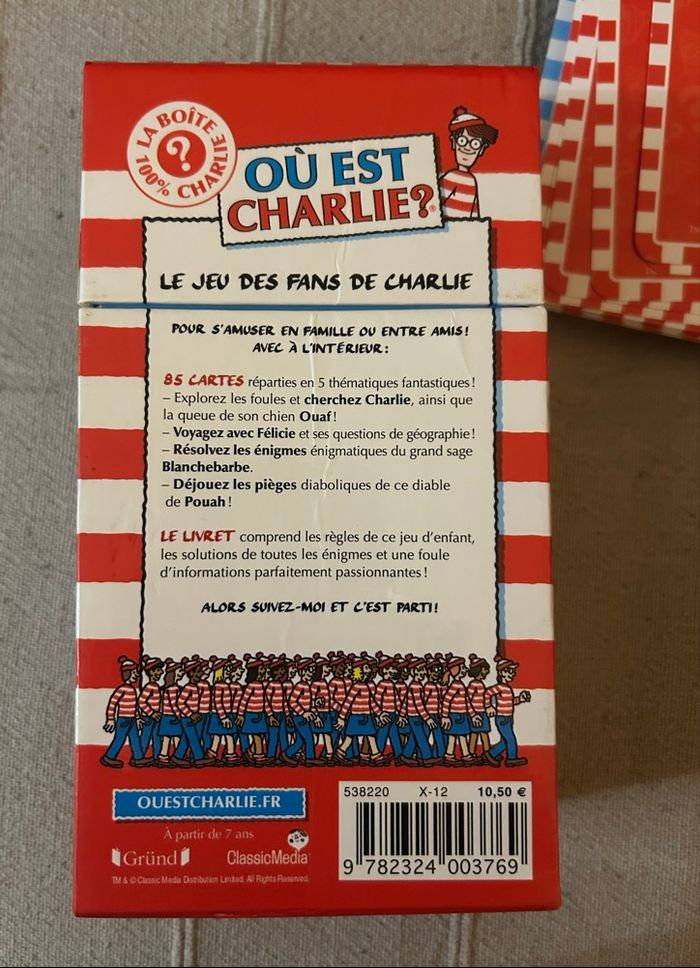 LA BOÎTE
?
100% CHARLIE
OÙ EST
CHARLIE?®
LE JEU DES FANS DE CHARLIE
POUR S'AMUSER EN FAMILLE OU ENTRE AMIS!
AVEC À L'INTÉRIEUR:
85 CARTES réparties en 5 thématiques fantastiques!
– Explorez les foules et cherchez Charlie, ainsi que
la queue de son chien Ouaf!
– Voyagez avec Félicie et ses questions de géographie!
– Résolvez les énigmes énigmatiques du grand sage
Blanchebarbe.
– Déjouez les pièges diaboliques de ce diable
de Pouah!
LE LIVRET comprend les règles de ce jeu d'enfant,
les solutions de toutes les énigmes et une foule
d'informations parfaitement passionnantes!
ALORS SUIVEZ-MOI ET C'EST PARTI!
OUESTCHARLIE.FR
À partir de 7 ans
Gründ
ClassicMedia
TM & © Classic Media Distribution Limited. All Rights Reserved.
538220 X-12 10,50 €
9 782324 003769